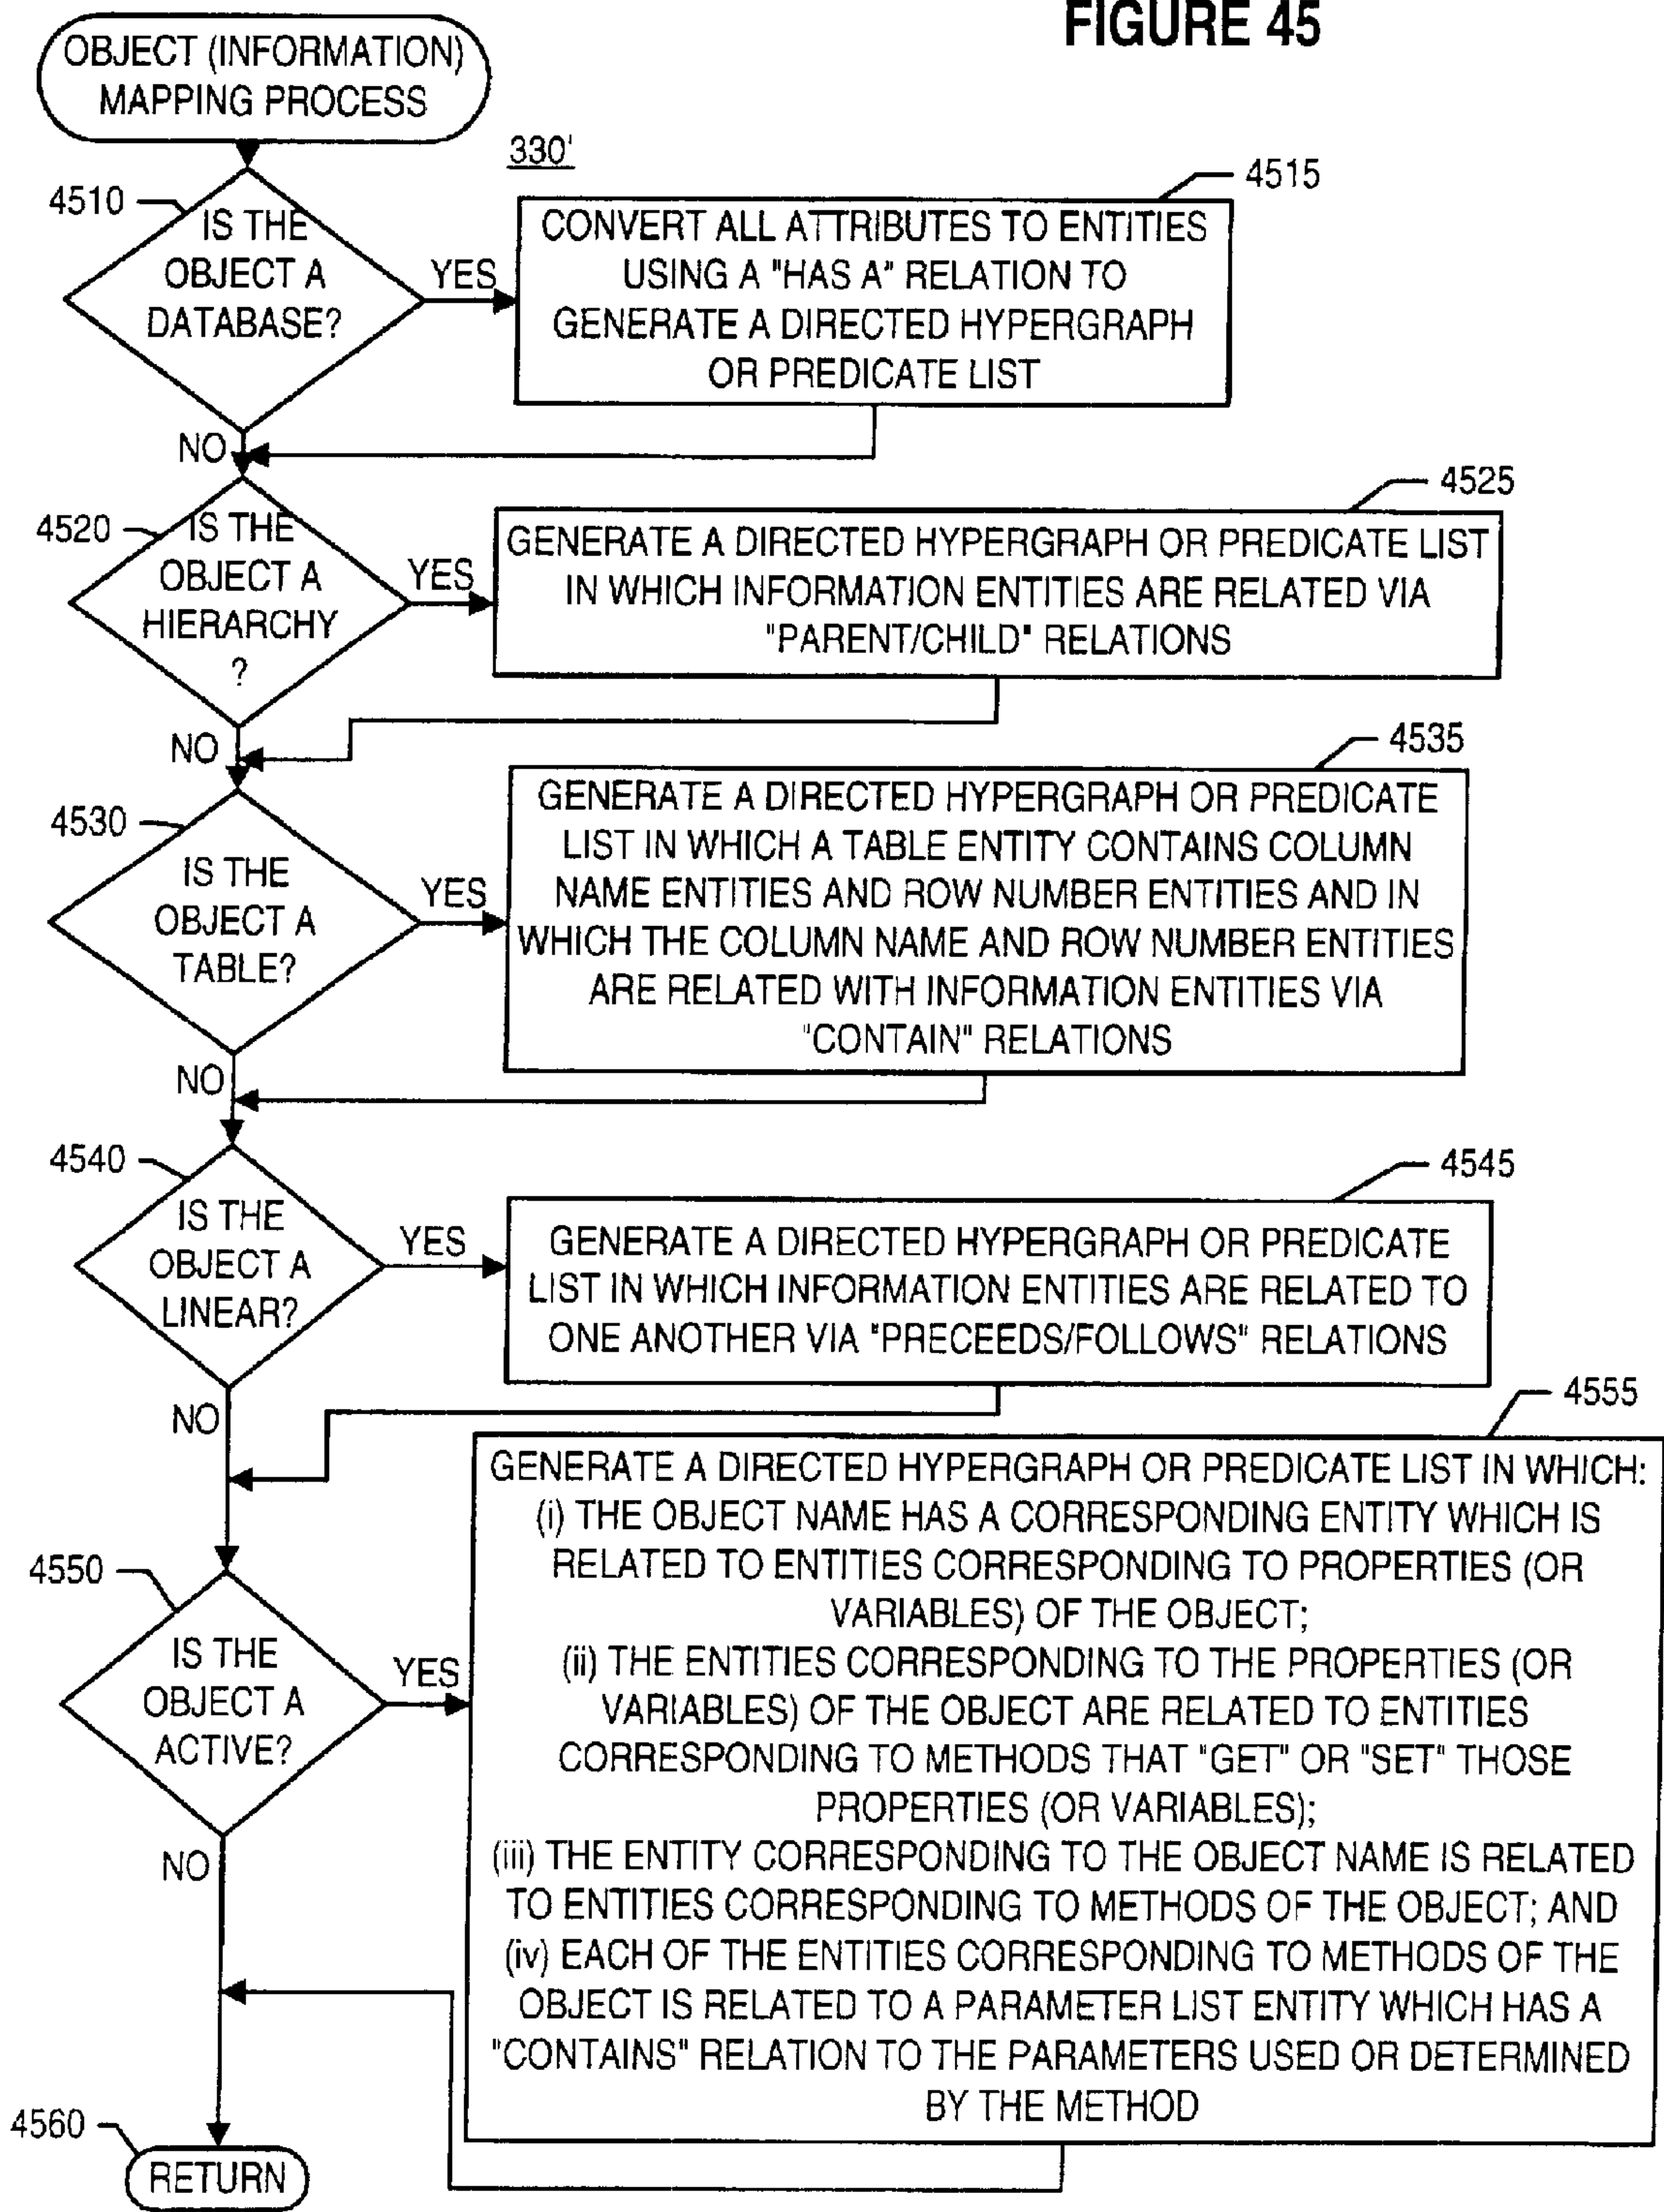 FIGURE 45
OBJECT (INFORMATION)
MAPPING PROCESS
330'
4510
IS THE
OBJECT A
DATABASE?
YES
4515
CONVERT ALL ATTRIBUTES TO ENTITIES
USING A "HAS A" RELATION TO
GENERATE A DIRECTED HYPERGRAPH
OR PREDICATE LIST
NO
4520
IS THE
OBJECT A
HIERARCHY
?
YES
4525
GENERATE A DIRECTED HYPERGRAPH OR PREDICATE LIST
IN WHICH INFORMATION ENTITIES ARE RELATED VIA
"PARENT/CHILD" RELATIONS
NO
4530
IS THE
OBJECT A
TABLE?
YES
4535
GENERATE A DIRECTED HYPERGRAPH OR PREDICATE
LIST IN WHICH A TABLE ENTITY CONTAINS COLUMN
NAME ENTITIES AND ROW NUMBER ENTITIES AND IN
WHICH THE COLUMN NAME AND ROW NUMBER ENTITIES
ARE RELATED WITH INFORMATION ENTITIES VIA
"CONTAIN" RELATIONS
NO
4540
IS THE
OBJECT A
LINEAR?
YES
4545
GENERATE A DIRECTED HYPERGRAPH OR PREDICATE
LIST IN WHICH INFORMATION ENTITIES ARE RELATED TO
ONE ANOTHER VIA "PRECEEDS/FOLLOWS" RELATIONS
NO
4550
IS THE
OBJECT A
ACTIVE?
YES
4555
GENERATE A DIRECTED HYPERGRAPH OR PREDICATE LIST IN WHICH:
(i) THE OBJECT NAME HAS A CORRESPONDING ENTITY WHICH IS
RELATED TO ENTITIES CORRESPONDING TO PROPERTIES (OR
VARIABLES) OF THE OBJECT;
(ii) THE ENTITIES CORRESPONDING TO THE PROPERTIES (OR
VARIABLES) OF THE OBJECT ARE RELATED TO ENTITIES
CORRESPONDING TO METHODS THAT "GET" OR "SET" THOSE
PROPERTIES (OR VARIABLES);
(iii) THE ENTITY CORRESPONDING TO THE OBJECT NAME IS RELATED
TO ENTITIES CORRESPONDING TO METHODS OF THE OBJECT; AND
(iv) EACH OF THE ENTITIES CORRESPONDING TO METHODS OF THE
OBJECT IS RELATED TO A PARAMETER LIST ENTITY WHICH HAS A
"CONTAINS" RELATION TO THE PARAMETERS USED OR DETERMINED
BY THE METHOD
NO
4560
RETURN